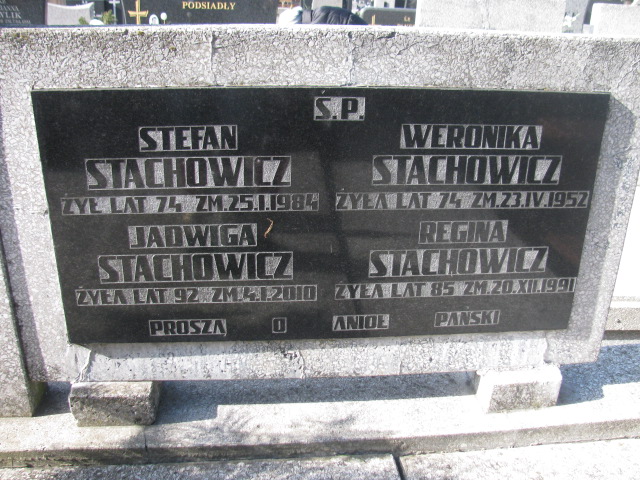 PODSIADŁY
S.P.
STEFAN
STACHOWICZ
ŻYŁ LAT 74 ZM.25.I.1984
WERONIKA
STACHOWICZ
ŻYŁA LAT 74 ZM.23.IV.1952
JADWIGA
STACHOWICZ
ŻYŁA LAT 92 ZM.4.I.2010
REGINA
STACHOWICZ
ŻYŁA LAT 85 ZM.20.XII.1991
PROSZĄ O ANIOŁ PAŃSKI